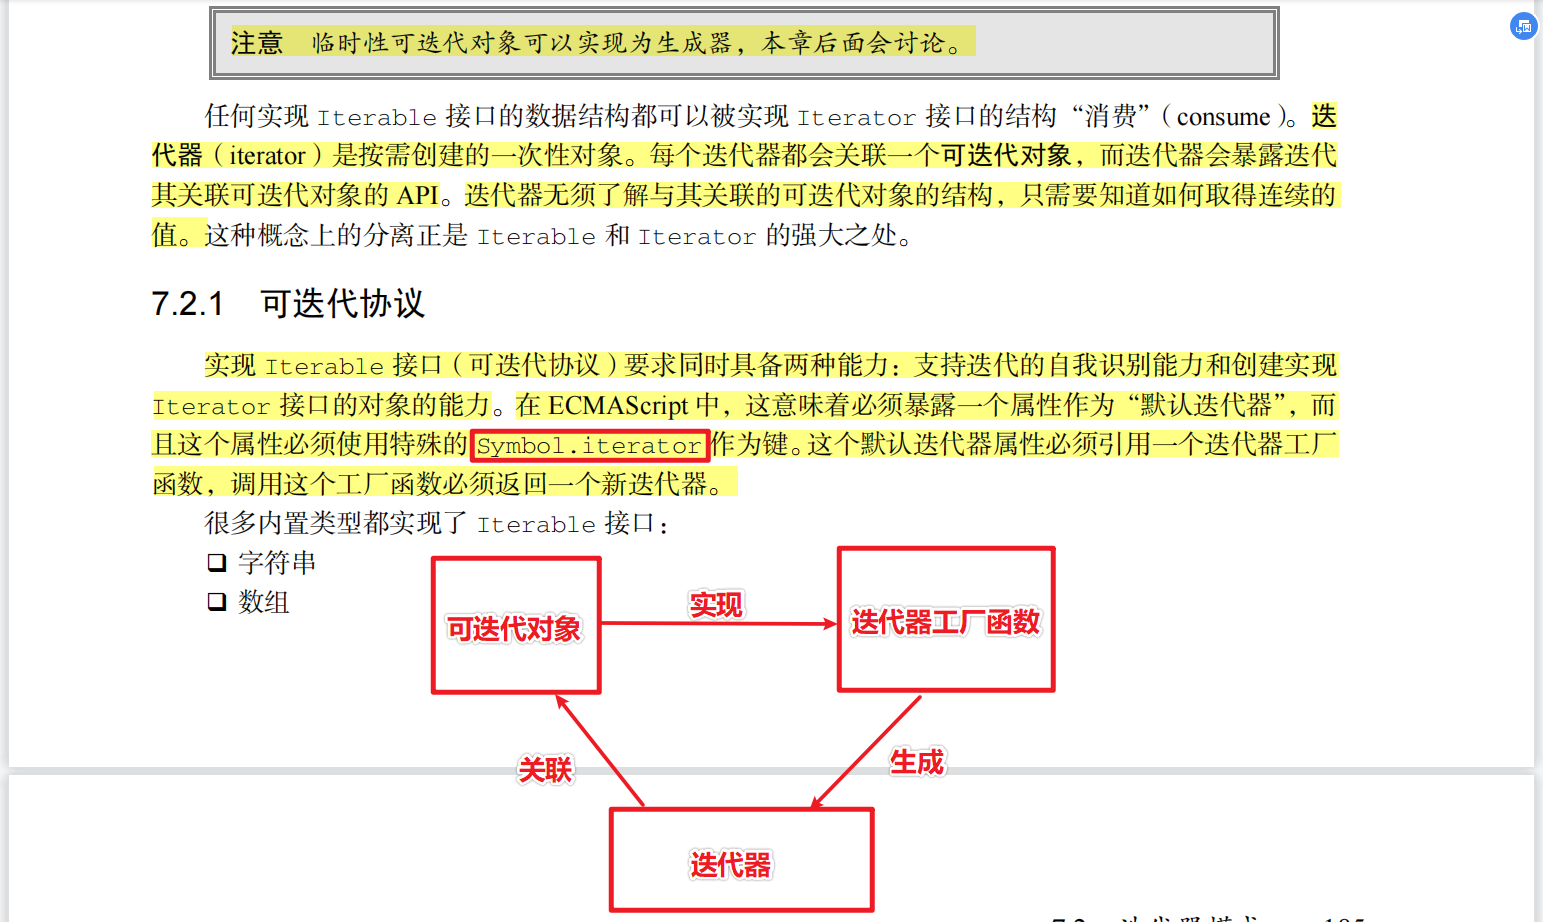 注意 临时性可迭代对象可以实现为生成器，本章后面会讨论。
任何实现 Iterable 接口的数据结构都可以被实现 Iterator 接口的结构“消费”（consume）。迭
代器（iterator）是按需创建的一次性对象。每个迭代器都会关联一个可迭代对象，而迭代器会暴露迭代
其关联可迭代对象的 API。迭代器无须了解与其关联的可迭代对象的结构，只需要知道如何取得连续的
值。这种概念上的分离正是 Iterable 和 Iterator 的强大之处。
7.2.1 可迭代协议
实现 Iterable 接口（可迭代协议）要求同时具备两种能力：支持迭代的自我识别能力和创建实现
Iterator 接口的对象的能力。在 ECMAScript 中，这意味着必须暴露一个属性作为“默认迭代器”，而
且这个属性必须使用特殊的 Symbol.iterator 作为键。这个默认迭代器属性必须引用一个迭代器工厂
函数，调用这个工厂函数必须返回一个新迭代器。
很多内置类型都实现了 Iterable 接口：
❑ 字符串
❑ 数组
可迭代对象
实现
迭代器工厂函数
关联
生成
迭代器